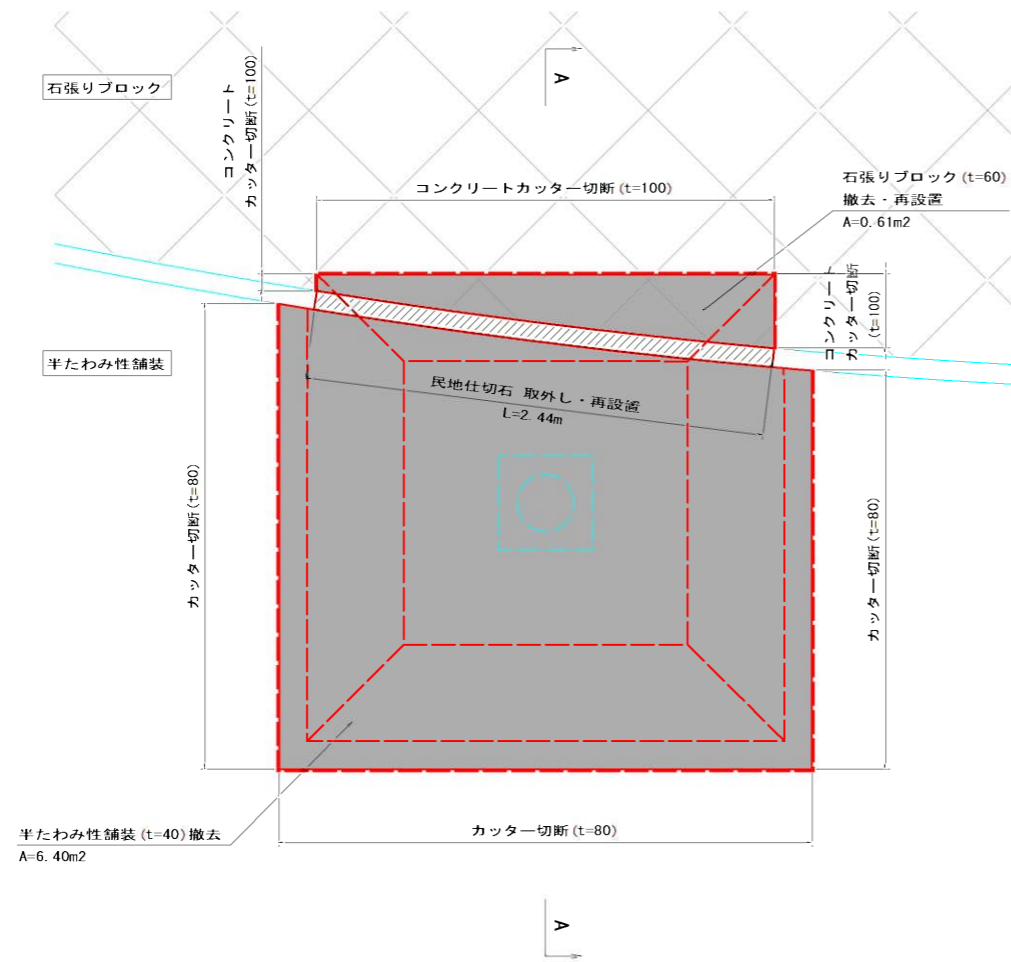 石張りブロック
コンクリート
カッター切断(t=100)
A
コンクリートカッター切断(t=100)
石張りブロック(t=60)
撤去・再設置
A=0.61m2
コンクリート
カッター切断
(t=100)
半たわみ性舗装
民地仕切石 取外し・再設置
L=2.44m
カッター切断(t=80)
カッター切断(t=80)
半たわみ性舗装(t=40)撤去
A=6.40m2
カッター切断(t=80)
A